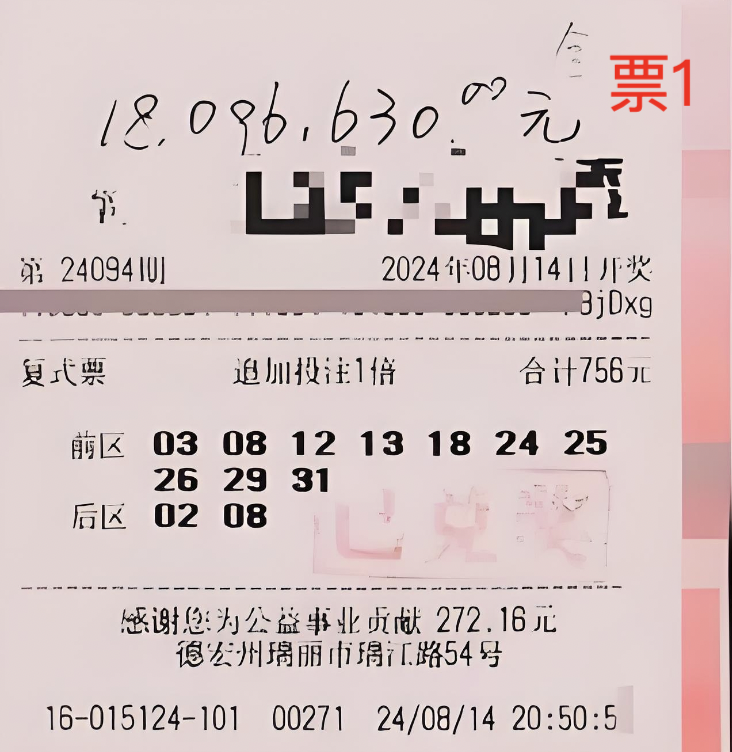 票1
18,096,630.00元
第 24094期
2024年08月14日开奖
BjDxg
复式票
追加投注1倍
合计756元
前区 03 08 12 13 18 24 25
26 29 31
后区 02 08
已兑奖
感谢您为公益事业贡献 272.16元
德宏州瑞丽市瑞江路54号
16-015124-101 00271 24/08/14 20:50:5